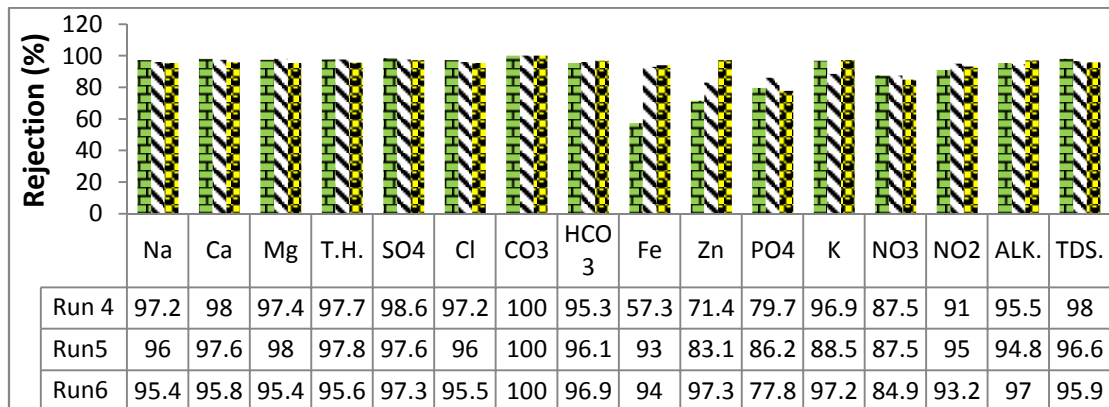 Rejection (%)
120
100
80
60
40
20
0
Na Ca Mg T.H. SO4 Cl CO3 HCO Fe Zn PO4 K NO3 NO2 ALK. TDS.
3
Run 4 97.2 98 97.4 97.7 98.6 97.2 100 95.3 57.3 71.4 79.7 96.9 87.5 91 95.5 98
Run5 96 97.6 98 97.8 97.6 96 100 96.1 93 83.1 86.2 88.5 87.5 95 94.8 96.6
Run6 95.4 95.8 95.4 95.6 97.3 95.5 100 96.9 94 97.3 77.8 97.2 84.9 93.2 97 95.9